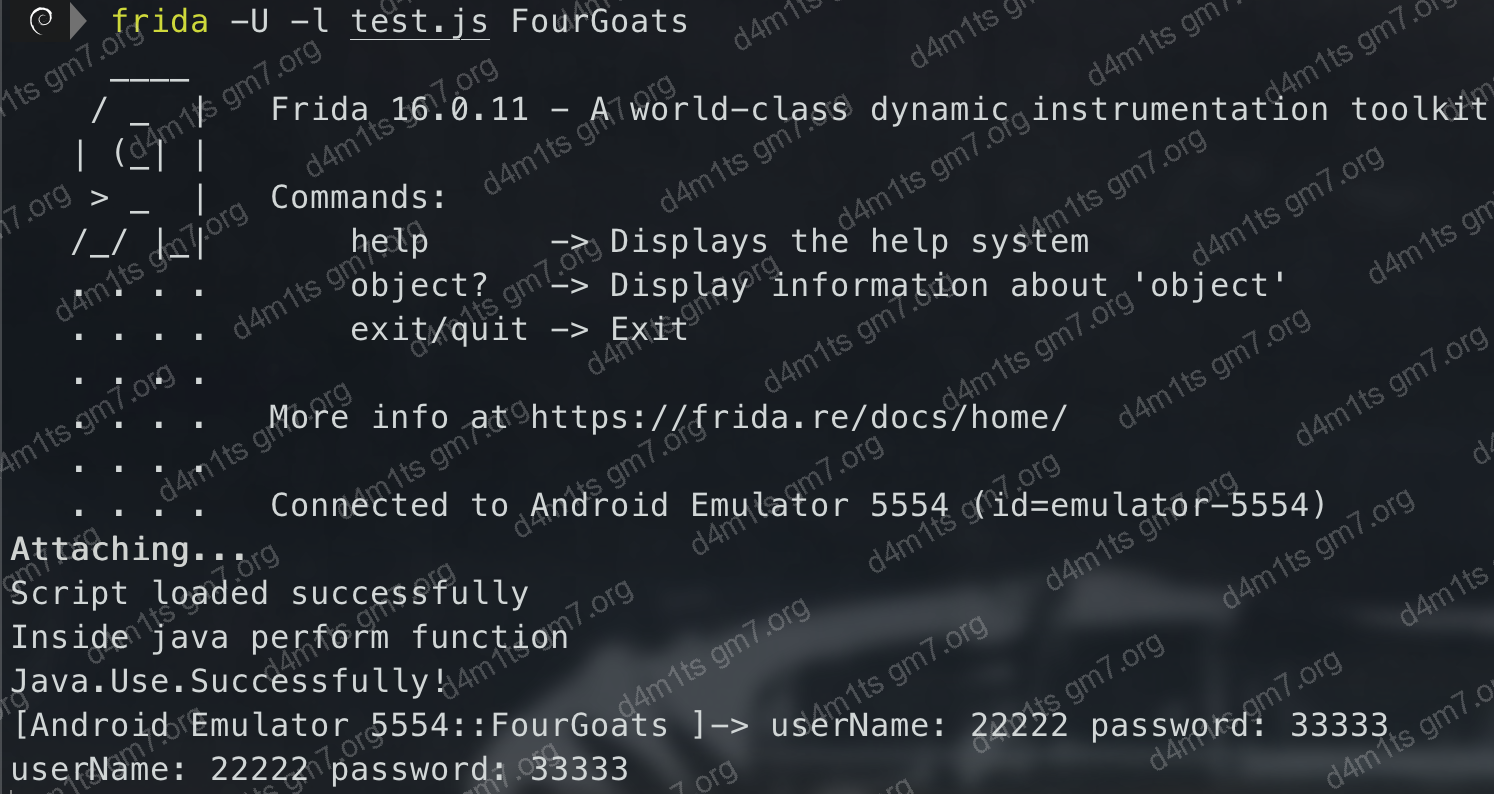 frida -U -l test.js FourGoats
____
/ _  |   Frida 16.0.11 - A world-class dynamic instrumentation toolkit
| (_| |
> _  |   Commands:
/_/ |_|       help      -> Displays the help system
. . . .       object?   -> Display information about 'object'
. . . .       exit/quit -> Exit
. . . .
. . . .   More info at https://frida.re/docs/home/
. . . .
. . . .   Connected to Android Emulator 5554 (id=emulator-5554)
Attaching...
Script loaded successfully
Inside java perform function
Java.Use.Successfully!
[Android Emulator 5554::FourGoats ]-> userName: 22222 password: 33333
userName: 22222 password: 33333
d4m1ts gm7.org